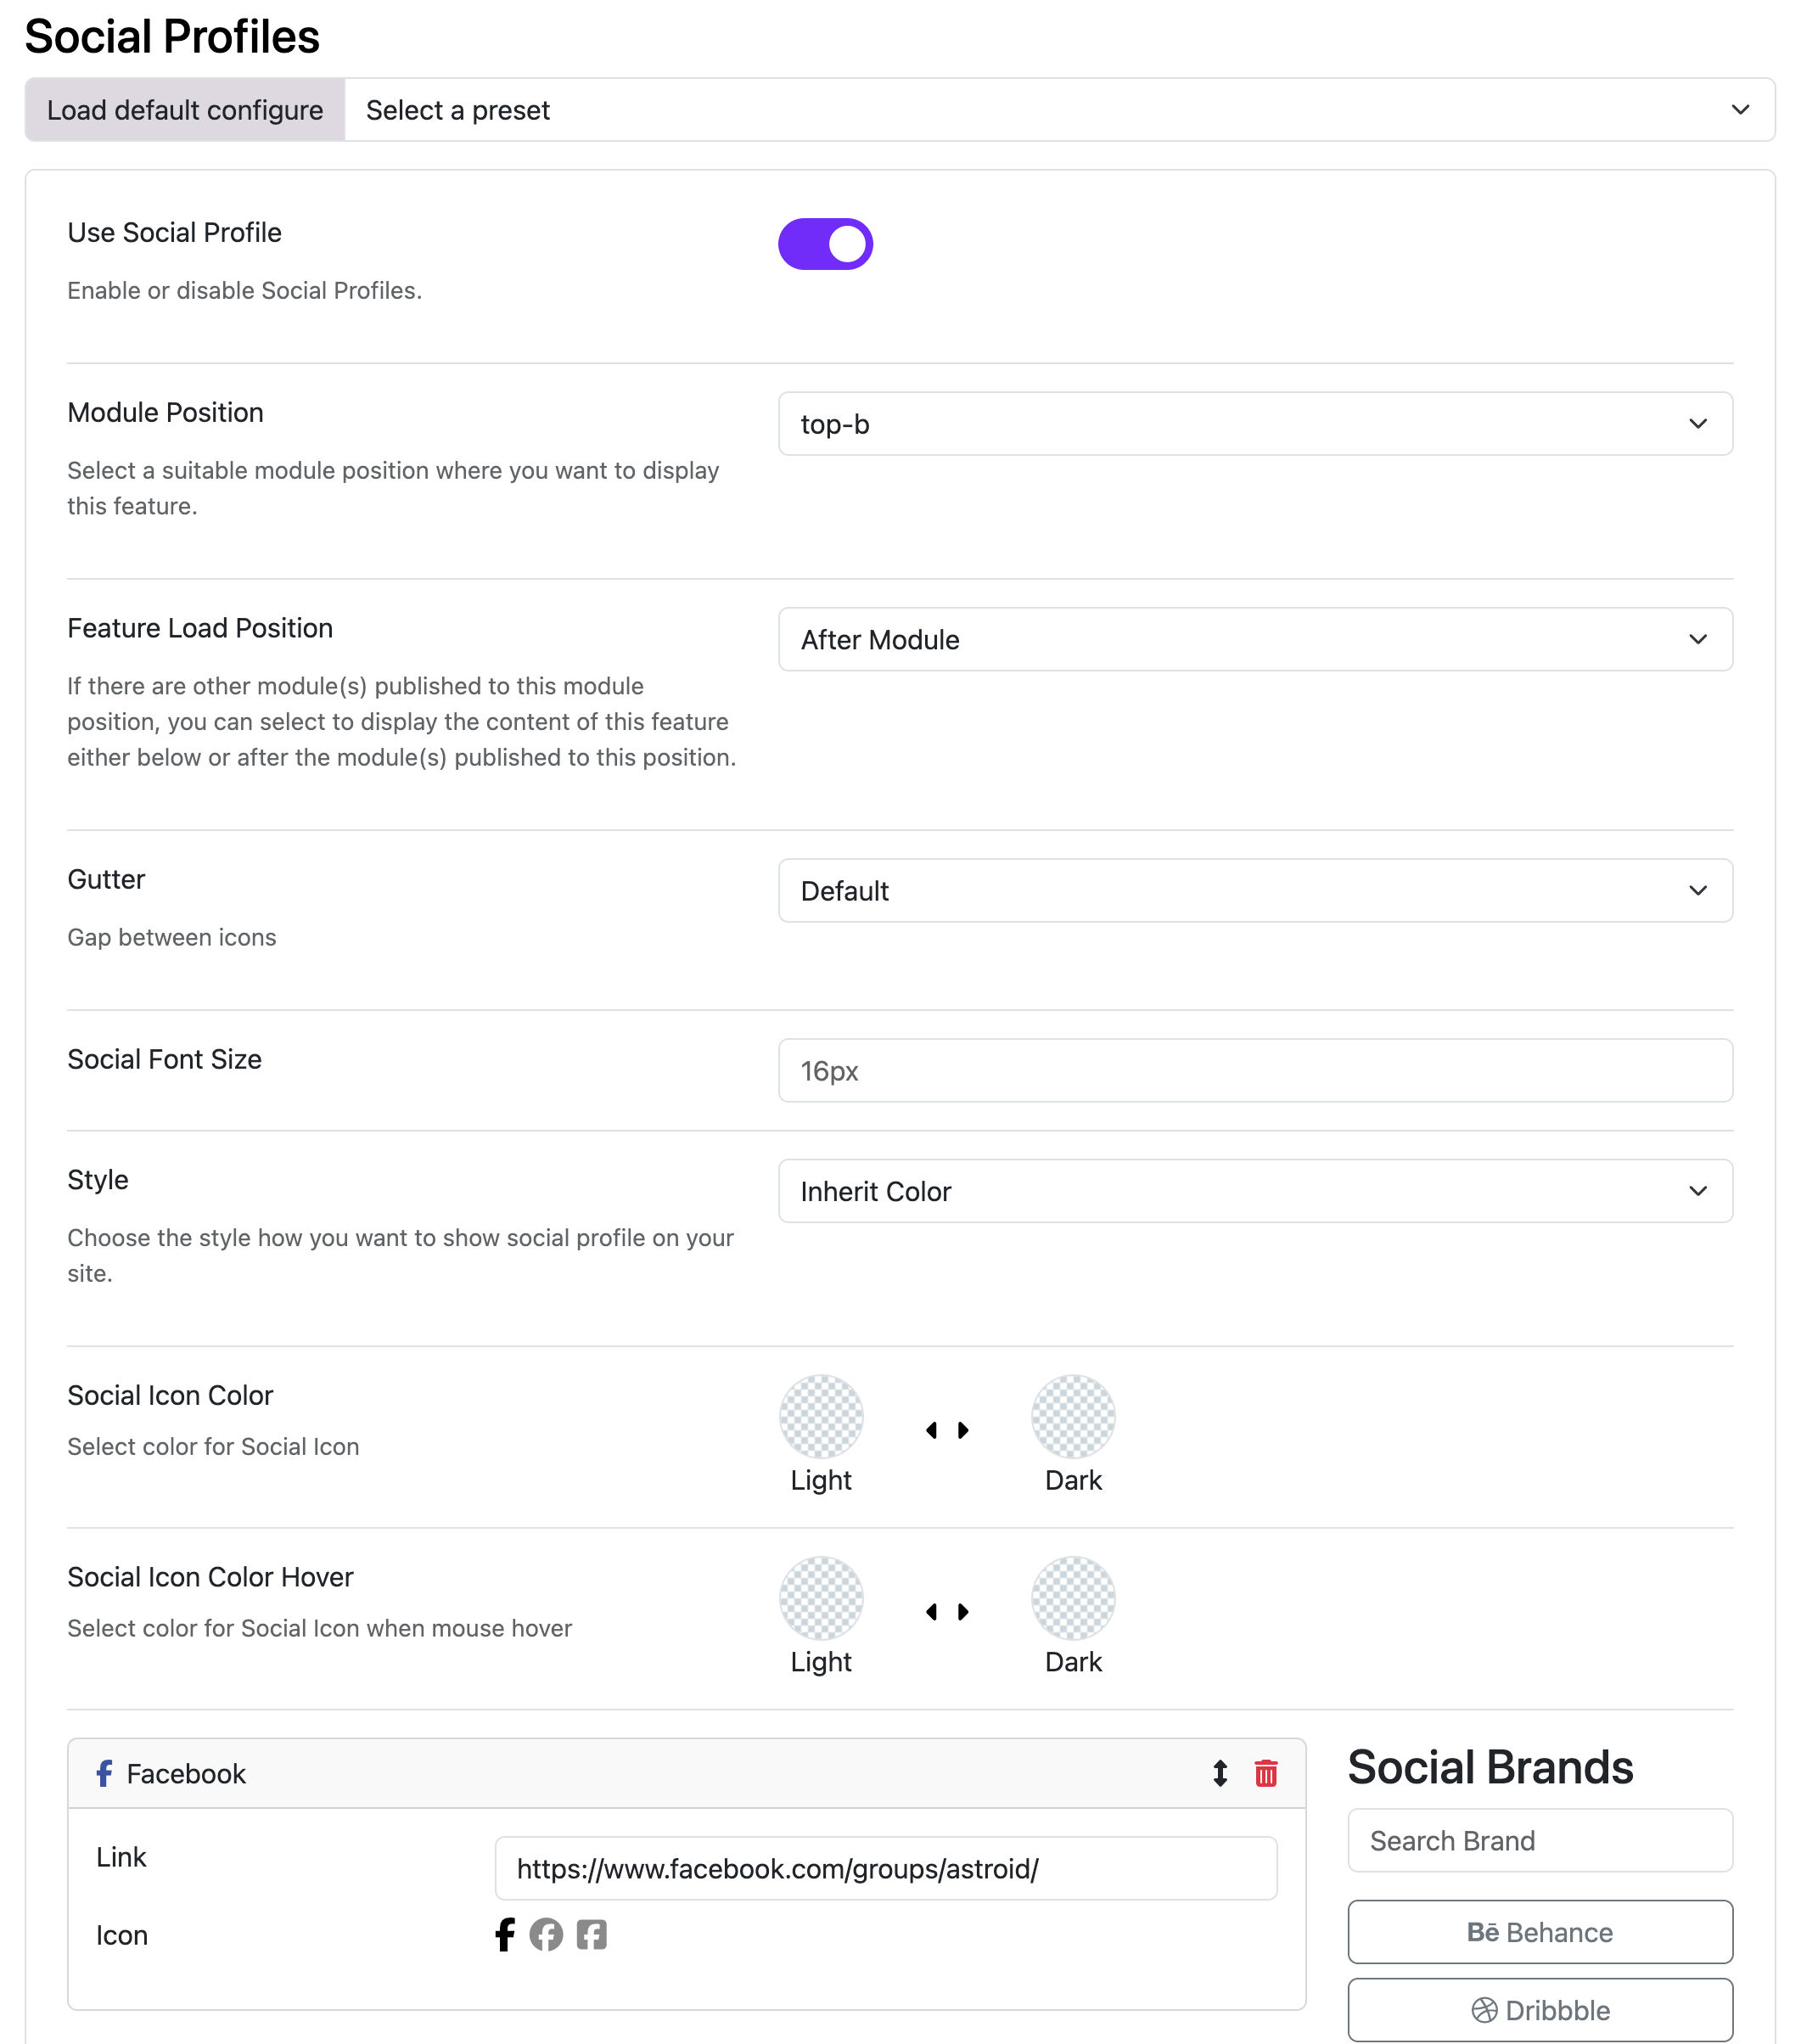 Social Profiles
Load default configure
Select a preset
Use Social Profile
Enable or disable Social Profiles.
Module Position
top-b
Select a suitable module position where you want to display
this feature.
Feature Load Position
After Module
If there are other module(s) published to this module
position, you can select to display the content of this feature
either below or after the module(s) published to this position.
Gutter
Default
Gap between icons
Social Font Size
16px
Style
Inherit Color
Choose the style how you want to show social profile on your
site.
Social Icon Color
Select color for Social Icon
Light
Dark
Social Icon Color Hover
Select color for Social Icon when mouse hover
Light
Dark
Facebook
Link
https://www.facebook.com/groups/astroid/
Icon
Social Brands
Search Brand
Bē Behance
Dribbble